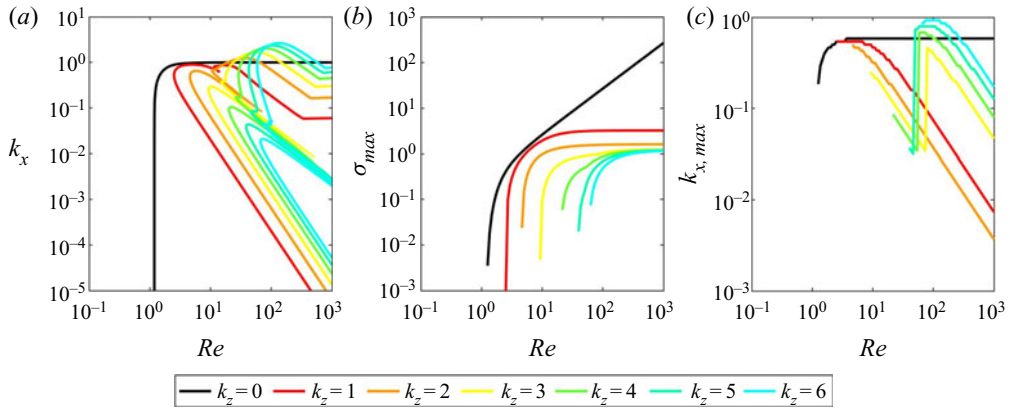 (a)
10^1
10^0
10^-1
10^-2
10^-3
10^-4
10^-5
k_x
10^-1 10^0 10^1 10^2 10^3
Re
(b)
10^3
10^2
10^1
10^0
10^-1
10^-2
10^-3
σ_max
10^-1 10^0 10^1 10^2 10^3
Re
(c)
10^0
10^-1
10^-3
k_x, max
10^-1 10^0 10^1 10^2 10^3
Re
k_z = 0 k_z = 1 k_z = 2 k_z = 3 k_z = 4 k_z = 5 k_z = 6